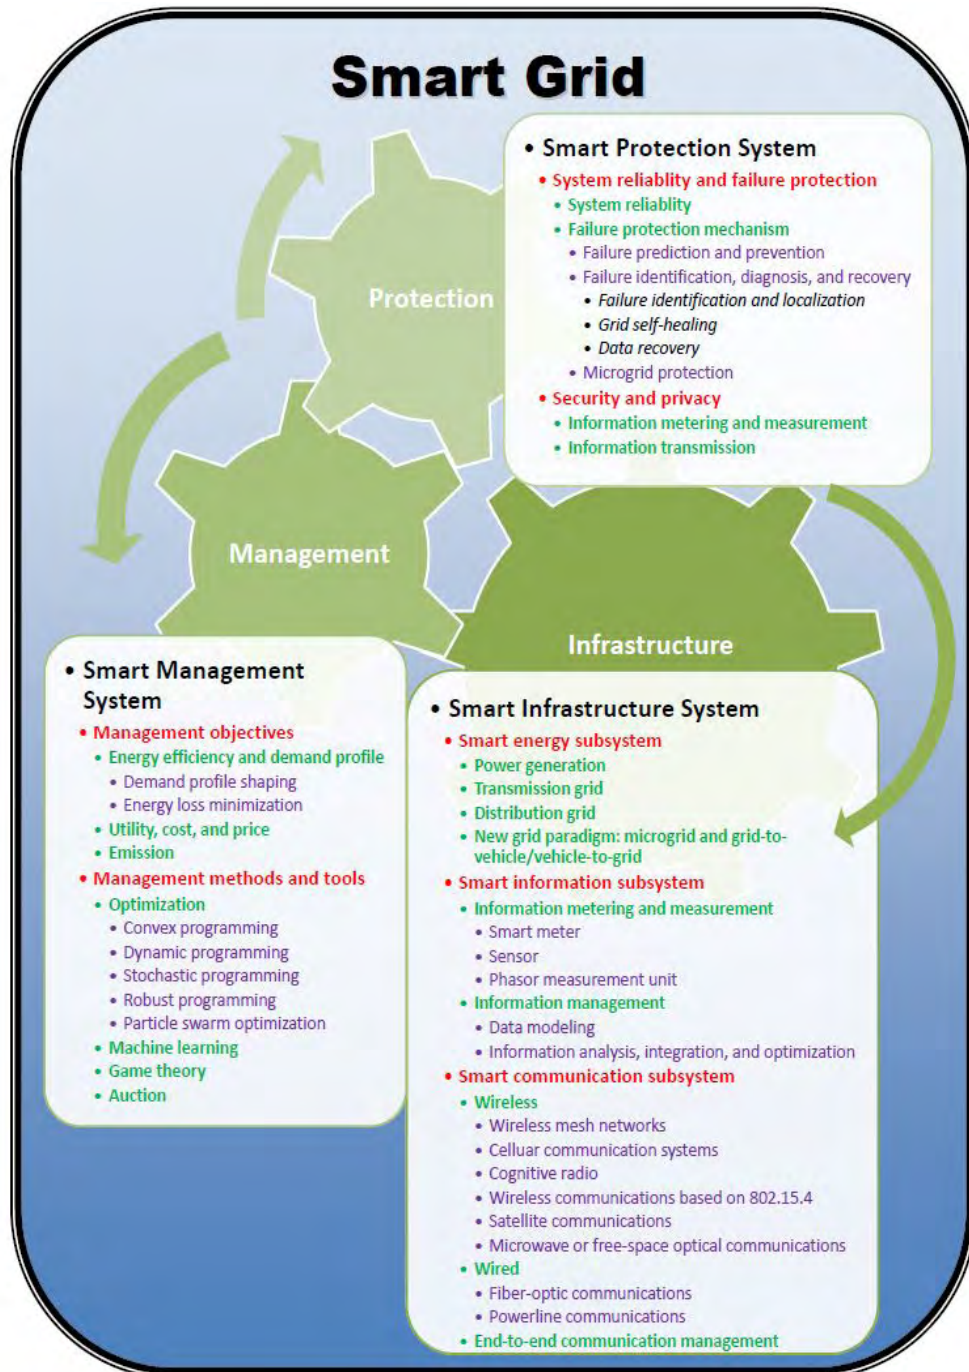 Smart Grid
Protection
• Smart Protection System
• System reliablity and failure protection
• System reliablity
• Failure protection mechanism
• Failure prediction and prevention
• Failure identification, diagnosis, and recovery
• Failure identification and localization
• Grid self-healing
• Data recovery
• Microgrid protection
• Security and privacy
• Information metering and measurement
• Information transmission
Management
Infrastructure
• Smart Management
System
• Management objectives
• Energy efficiency and demand profile
• Demand profile shaping
• Energy loss minimization
• Utility, cost, and price
• Emission
• Management methods and tools
• Optimization
• Convex programming
• Dynamic programming
• Stochastic programming
• Robust programming
• Particle swarm optimization
• Machine learning
• Game theory
• Auction
• Smart Infrastructure System
• Smart energy subsystem
• Power generation
• Transmission grid
• Distribution grid
• New grid paradigm: microgrid and grid-to-
vehicle/vehicle-to-grid
• Smart information subsystem
• Information metering and measurement
• Smart meter
• Sensor
• Phasor measurement unit
• Information management
• Data modeling
• Information analysis, integration, and optimization
• Smart communication subsystem
• Wireless
• Wireless mesh networks
• Celluar communication systems
• Cognitive radio
• Wireless communications based on 802.15.4
• Satellite communications
• Microwave or free-space optical communications
• Wired
• Fiber-optic communications
• Powerline communications
• End-to-end communication management